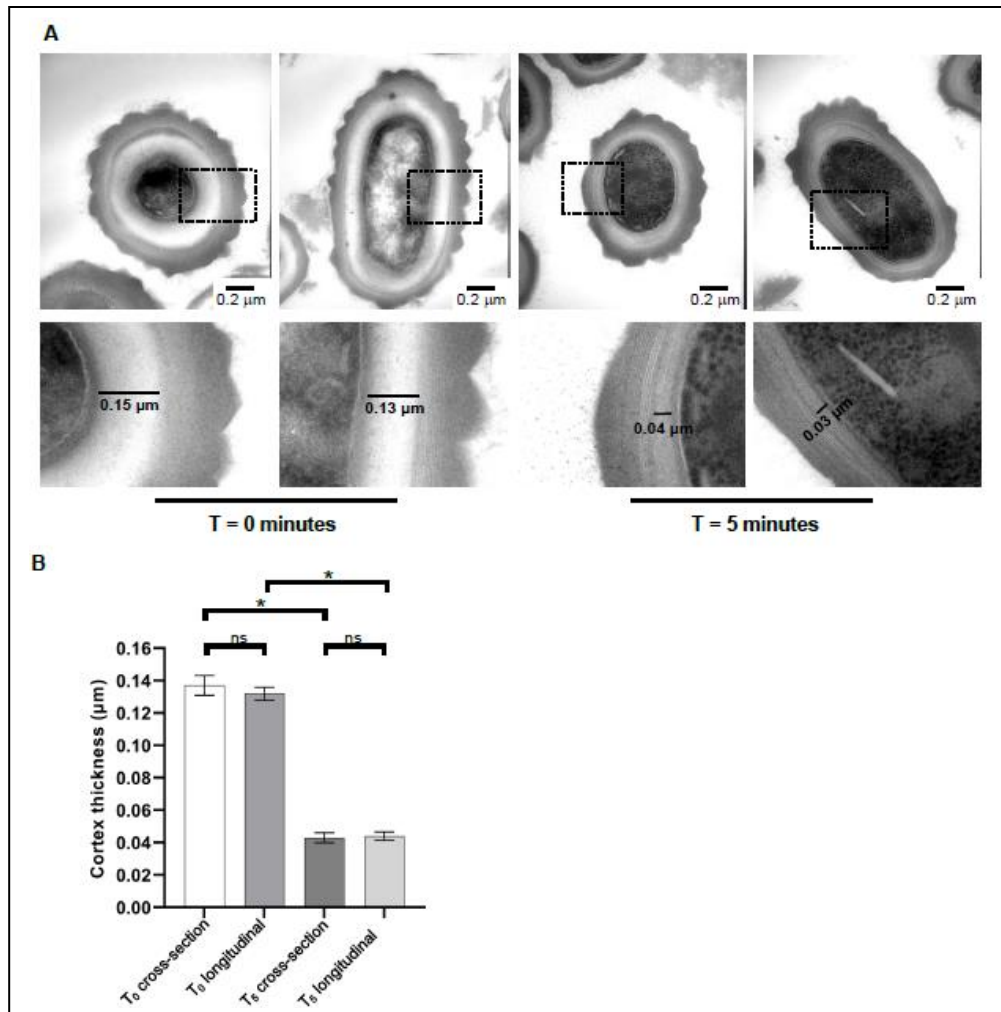 A
0.2 µm
0.2 µm
0.2 µm
0.2 µm
0.15 µm
0.13 µm
0.04 µm
0.03 µm
T = 0 minutes
T = 5 minutes
B
*
*
ns
ns
0.16
0.14
0.12
0.10
0.08
0.06
0.04
0.02
0.00
Cortex thickness (µm)
T₀ cross-section
T₀ longitudinal
T₅ cross-section
T₅ longitudinal